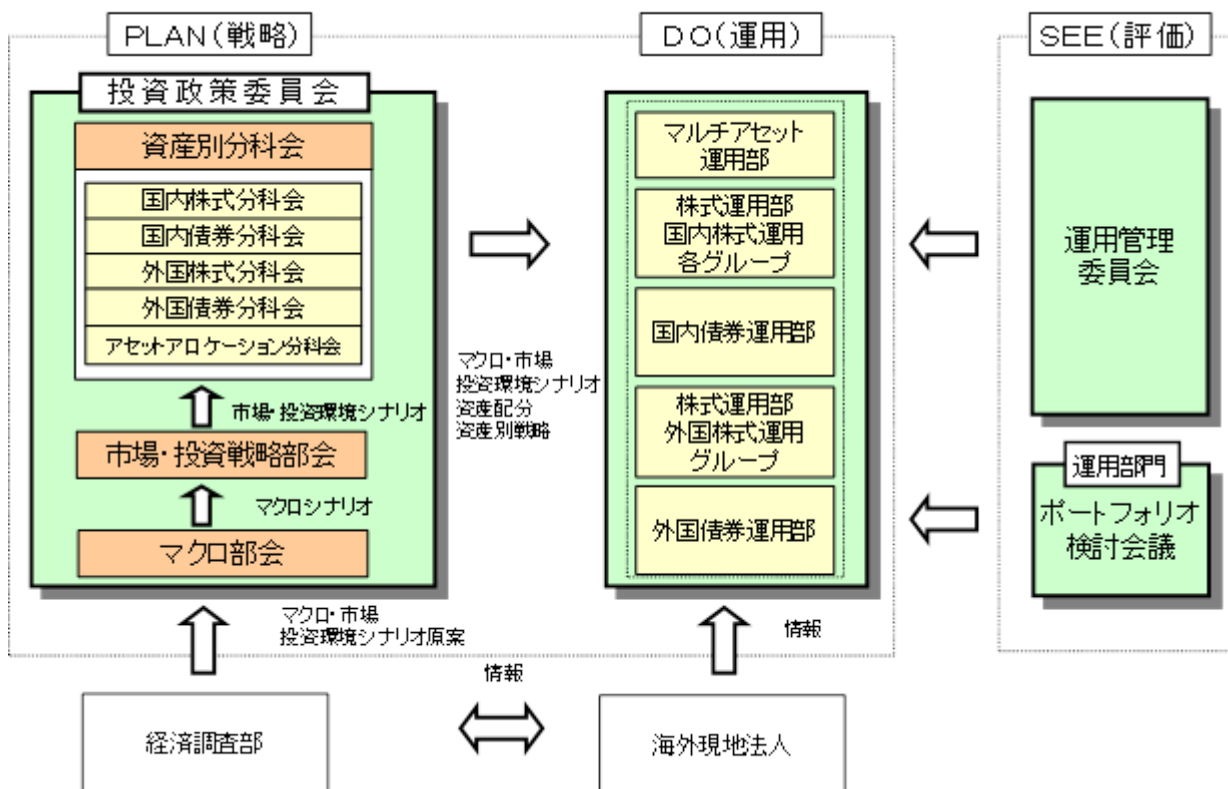 PLAN(戦略)
投資政策委員会
資産別分科会
国内株式分科会
国内債券分科会
外国株式分科会
外国債券分科会
アセットアロケーション分科会
市場・投資環境シナリオ
市場・投資戦略部会
マクロシナリオ
マクロ部会
マクロ・市場
投資環境シナリオ原案
経済調査部
マクロ・市場
投資環境シナリオ
資産配分
資産別戦略
情報
DO(運用)
マルチアセット
運用部
株式運用部
国内株式運用
各グループ
国内債券運用部
株式運用部
外国株式運用
グループ
外国債券運用部
情報
海外現地法人
SEE(評価)
運用管理
委員会
運用部門
ポートフォリオ
検討会議